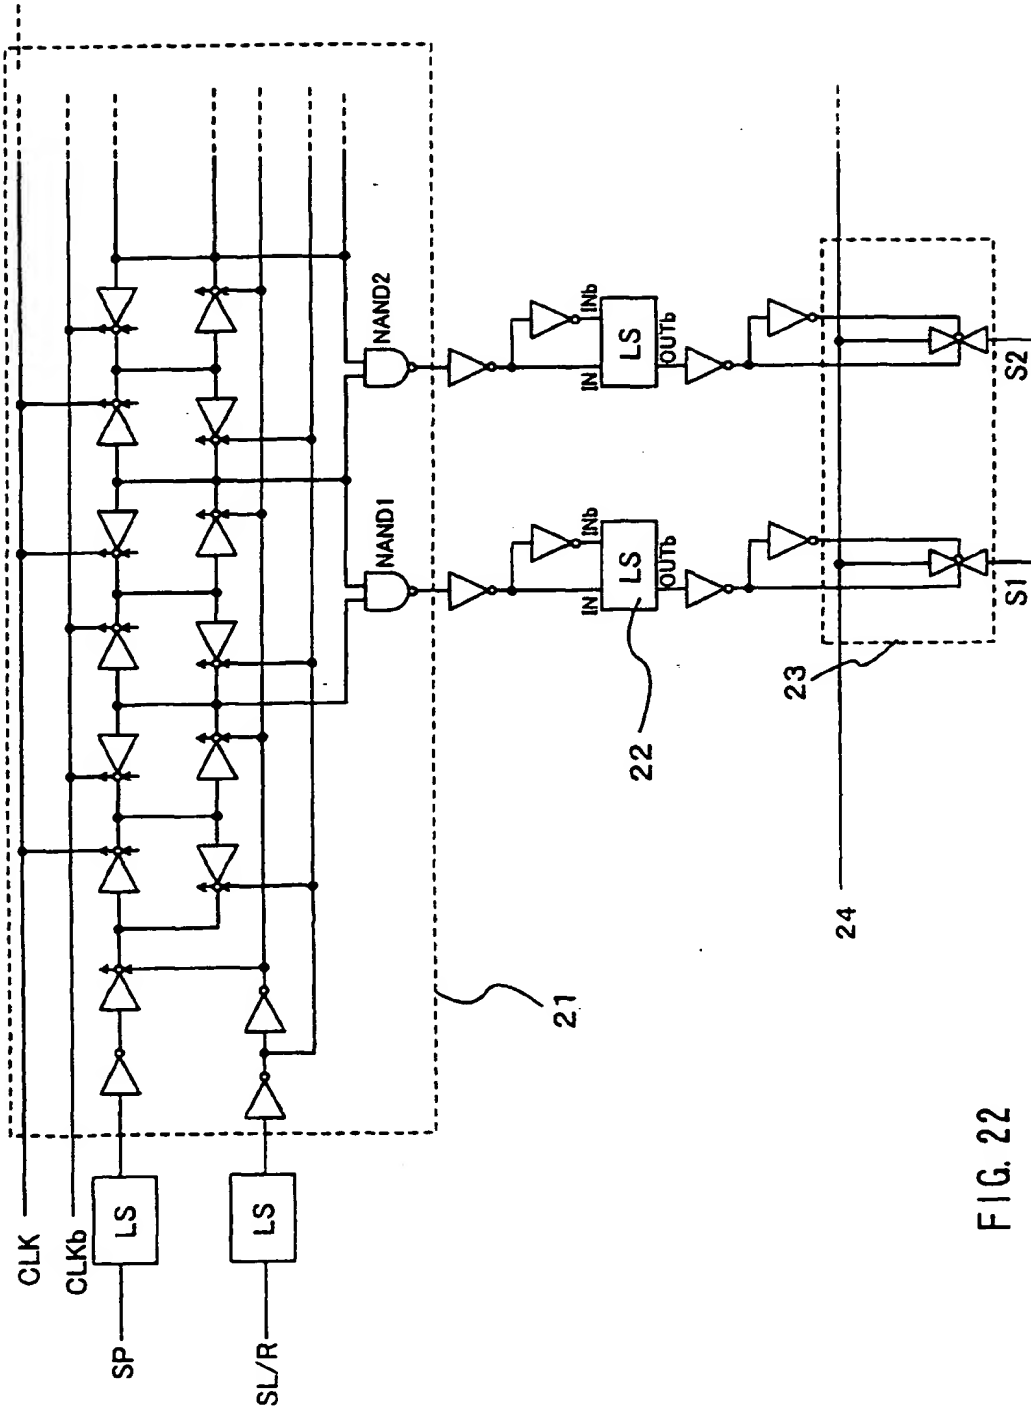 CLK
CLKb
SP
LS
SL/R
LS
21
NAND1
NAND2
IN
INb
LS
OUTb
22
IN
INb
LS
OUTb
23
24
S1
S2
FIG. 22